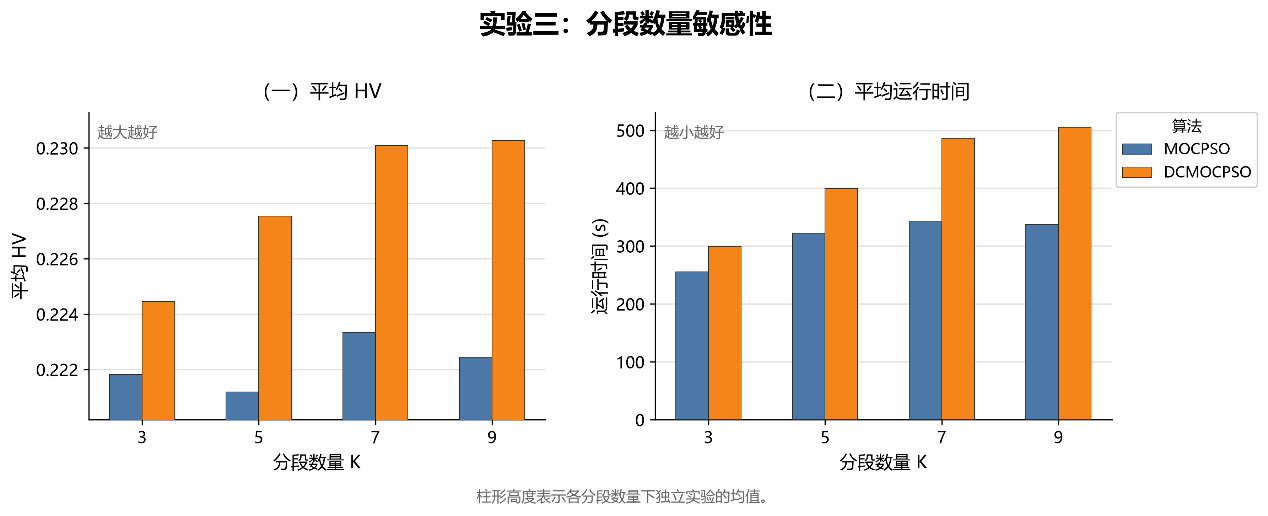 实验三：分段数量敏感性
（一）平均 HV
越大越好
平均 HV
0.230
0.228
0.226
0.224
0.222
3 5 7 9
分段数量 K
（二）平均运行时间
越小越好
运行时间 (s)
500
400
300
200
100
0
3 5 7 9
分段数量 K
算法
MOCPSO
DCMOCPSO
柱形高度表示各分段数量下独立实验的均值。